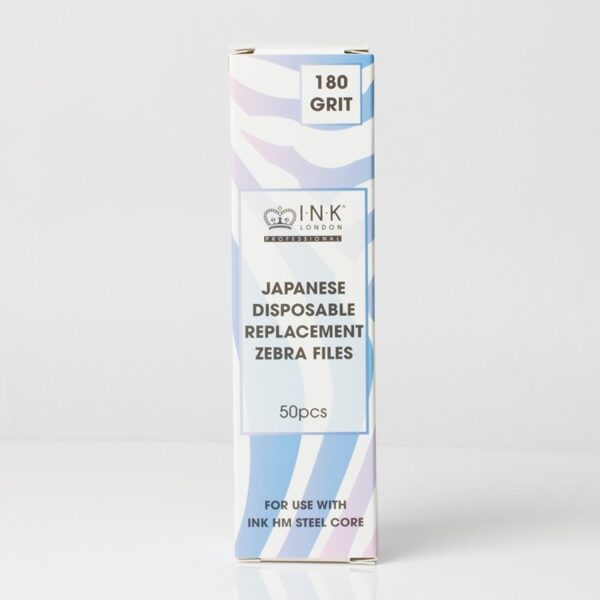 180
GRIT
I·N·K®
LONDON
PROFESSIONAL
JAPANESE
DISPOSABLE
REPLACEMENT
ZEBRA FILES
50pcs
FOR USE WITH
INK HM STEEL CORE